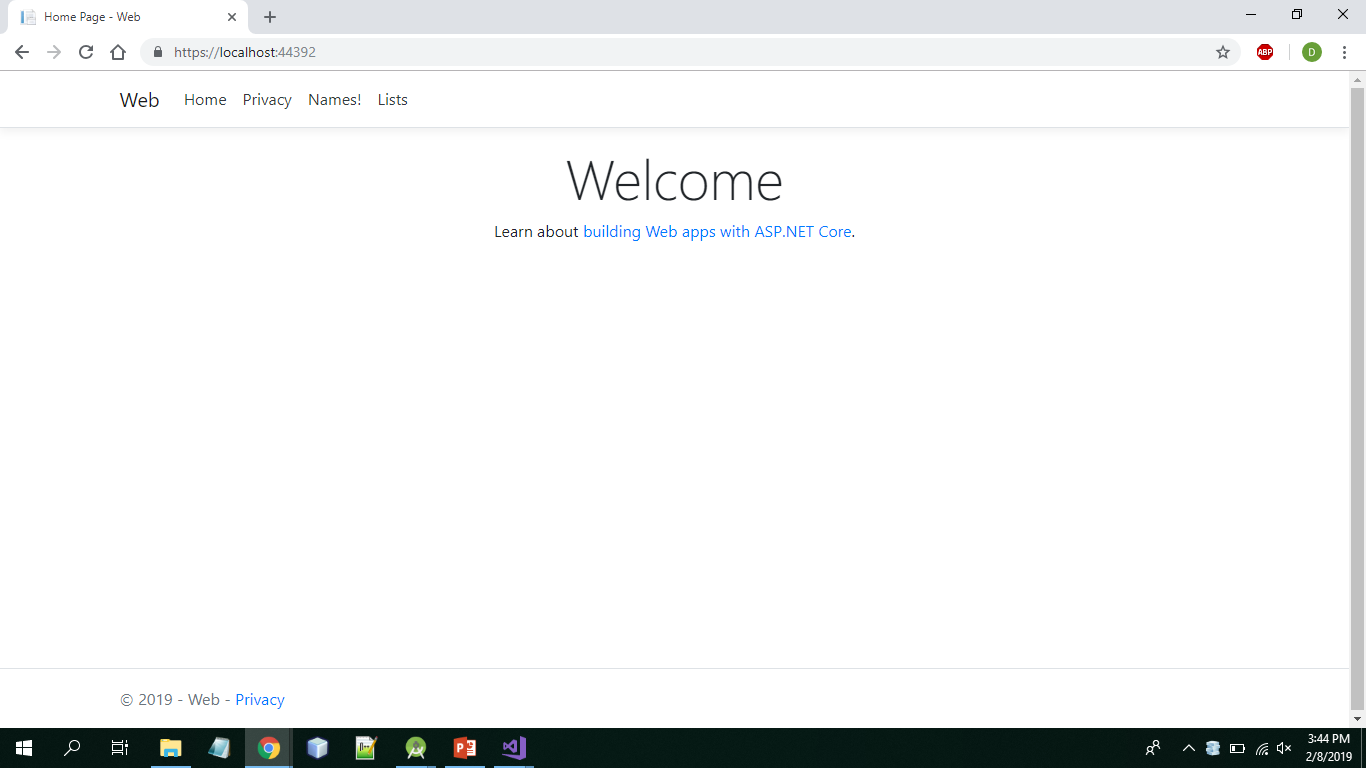 Home Page - Web
https://localhost:44392
ABP
D
Web Home Privacy Names! Lists
Welcome
Learn about building Web apps with ASP.NET Core.
© 2019 - Web - Privacy
3:44 PM
2/8/2019